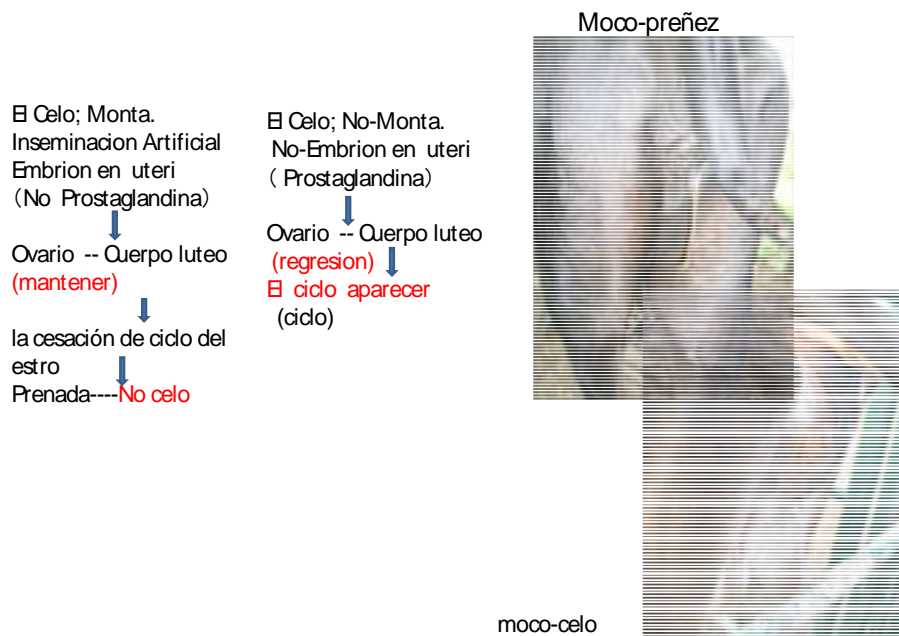 Moco-preñez
El Celo; Monta.
Inseminacion Artificial
Embrion en uteri
(No Prostaglandina)
Ovario -- Cuerpo luteo
(mantener)
la cesación de ciclo del
estro
Prenada----No celo
El Celo; No-Monta.
No-Embrion en uteri
( Prostaglandina)
Ovario -- Cuerpo luteo
(regresion)
El ciclo aparecer
(ciclo)
moco-celo